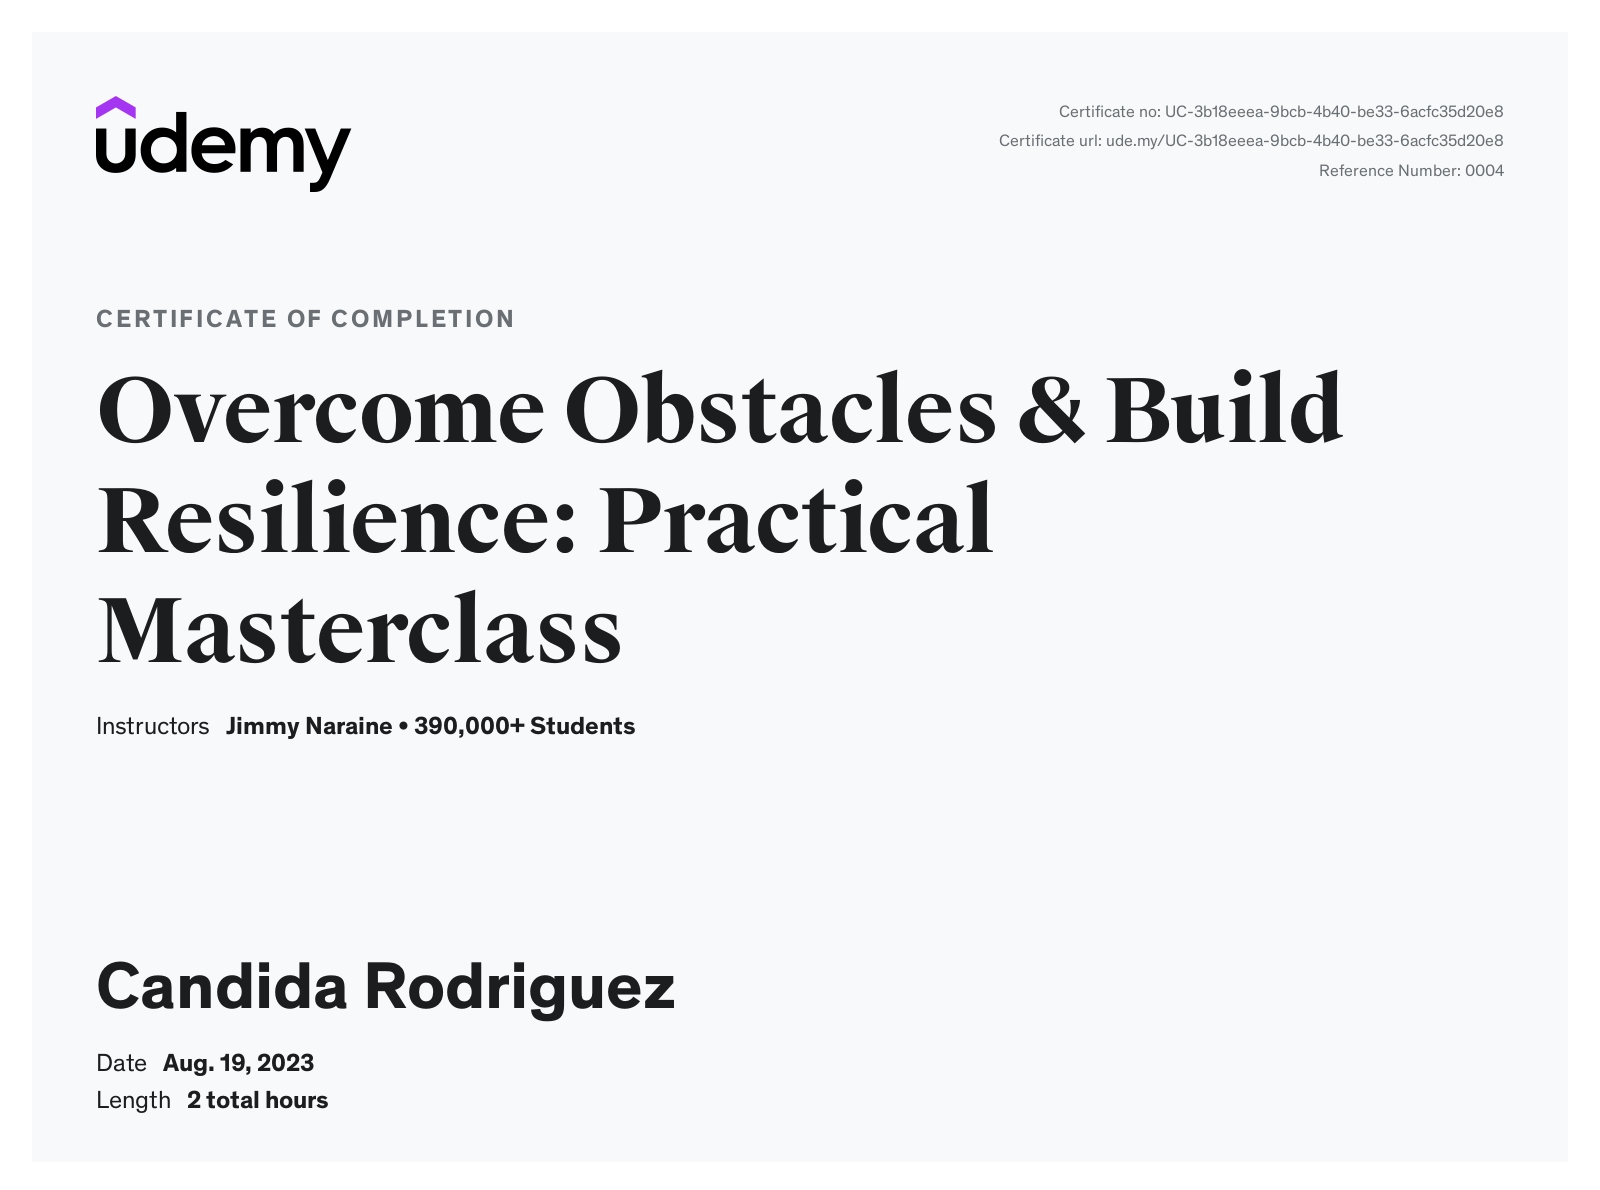 udemy
Certificate no: UC-3b18eeea-9bcb-4b40-be33-6acfc35d20e8
Certificate url: ude.my/UC-3b18eeea-9bcb-4b40-be33-6acfc35d20e8
Reference Number: 0004
CERTIFICATE OF COMPLETION
Overcome Obstacles & Build
Resilience: Practical
Masterclass
Instructors Jimmy Naraine • 390,000+ Students
Candida Rodriguez
Date Aug. 19, 2023
Length 2 total hours